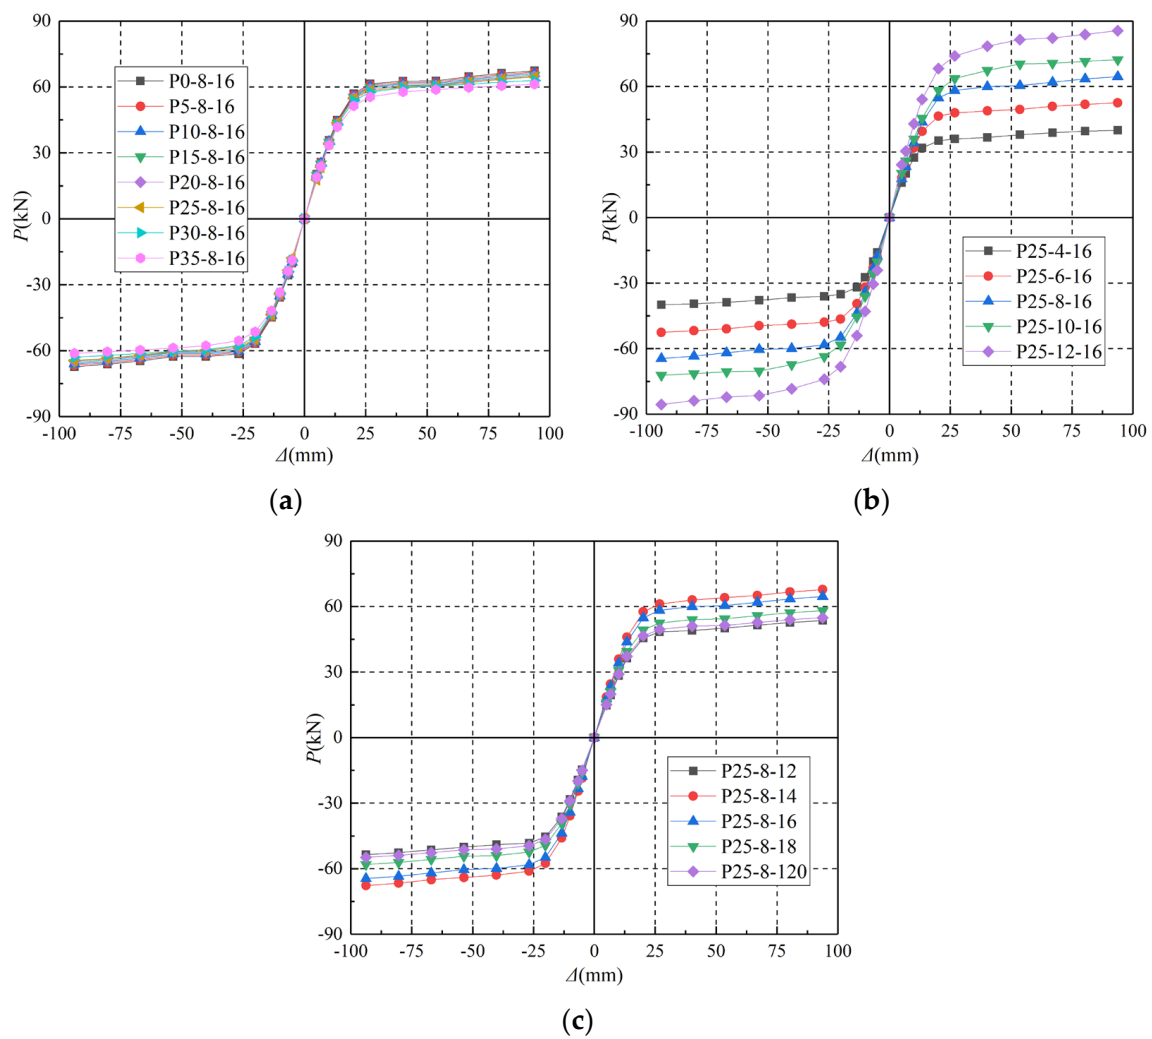 90
60
30
0
-30
-60
-90
P(kN)
P0-8-16
P5-8-16
P10-8-16
P15-8-16
P20-8-16
P25-8-16
P30-8-16
P35-8-16
-100 -75 -50 -25 0 25 50 75 100
Δ(mm)
(a)
90
60
30
0
-30
-60
-90
P(kN)
P25-4-16
P25-6-16
P25-8-16
P25-10-16
P25-12-16
-100 -75 -50 -25 0 25 50 75 100
Δ(mm)
(b)
90
60
30
0
-30
-60
-90
P(kN)
P25-8-12
P25-8-14
P25-8-16
P25-8-18
P25-8-120
-100 -75 -50 -25 0 25 50 75 100
Δ(mm)
(c)